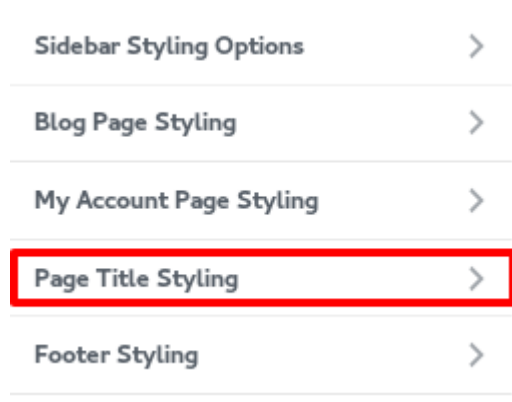 Sidebar Styling Options
Blog Page Styling
My Account Page Styling
Page Title Styling
Footer Styling